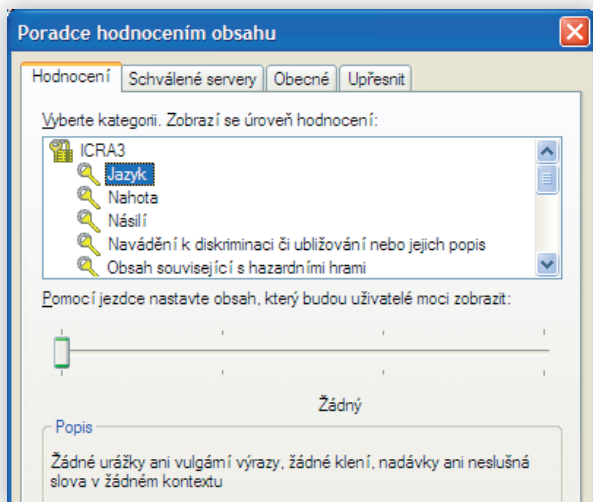 Poradce hodnocením obsahu
Hodnocení Schválené servery Obecné Upřesnit
Vyberte kategorii. Zobrazí se úroveň hodnocení:
ICRA3
Jazyk
Nahota
Násilí
Navádění k diskriminaci či ubližování nebo jejich popis
Obsah související s hazardními hrami
Pomocí jezdce nastavte obsah, který budou uživatelé moci zobrazit:
Žádný
Popis
Žádné urážky ani vulgární výrazy, žádné klení, nadávky ani neslušná
slova v žádném kontextu